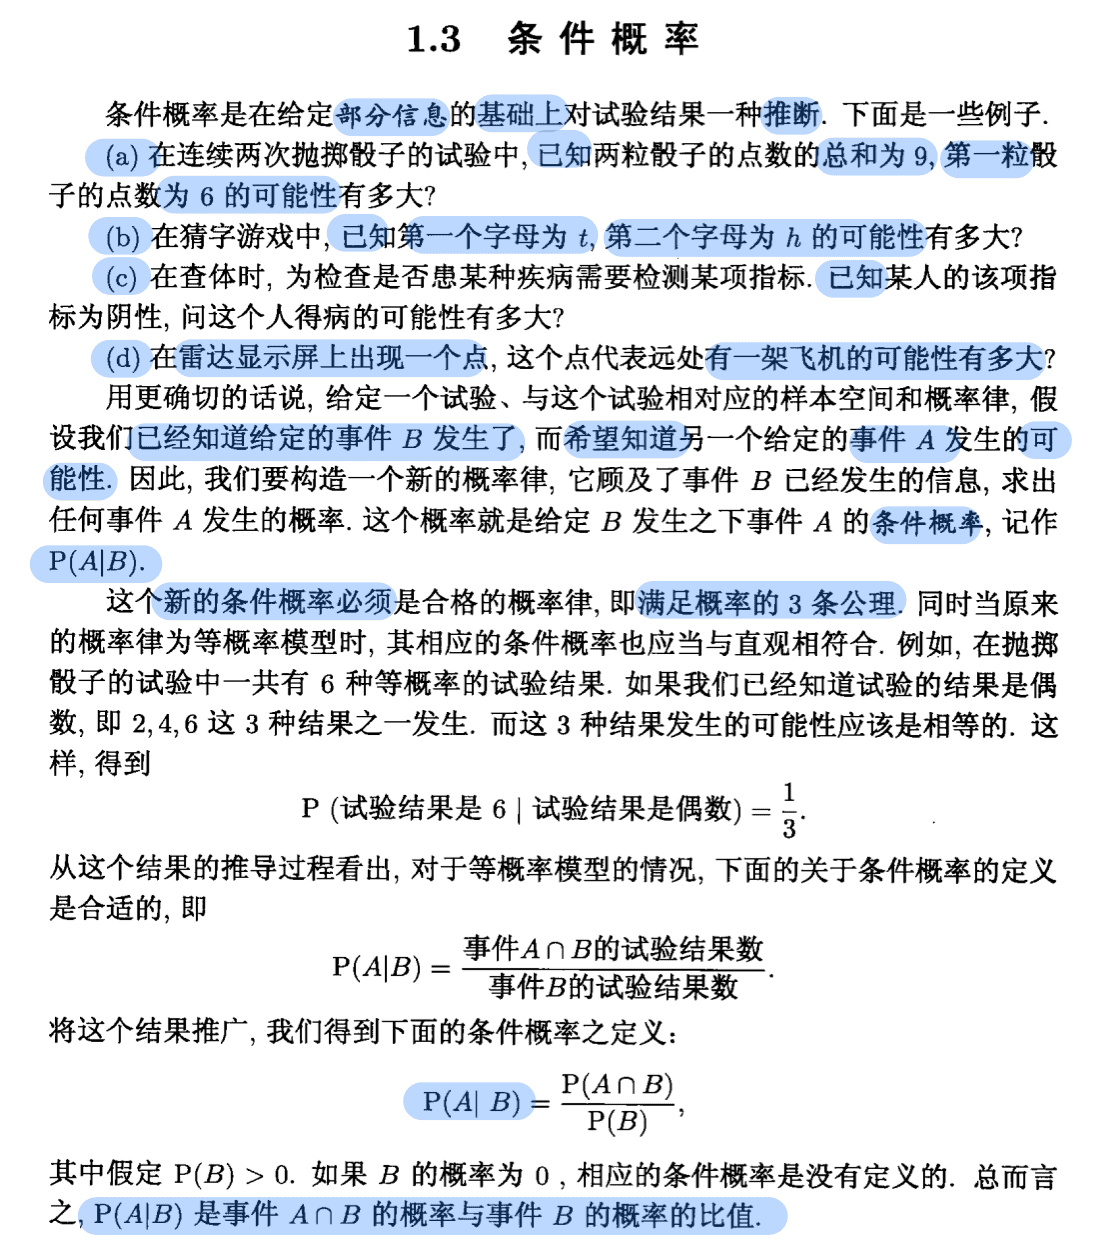 1.3 条件概率
条件概率是在给定部分信息的基础上对试验结果一种推断. 下面是一些例子.
(a) 在连续两次抛掷骰子的试验中, 已知两粒骰子的点数的总和为 9, 第一粒骰
子的点数为 6 的可能性有多大?
(b) 在猜字游戏中, 已知第一个字母为 t, 第二个字母为 h 的可能性有多大?
(c) 在查体时, 为检查是否患某种疾病需要检测某项指标. 已知某人的该项指
标为阴性, 问这个人得病的可能性有多大?
(d) 在雷达显示屏上出现一个点, 这个点代表远处有一架飞机的可能性有多大?
用更确切的话说, 给定一个试验、与这个试验相对应的样本空间和概率律, 假
设我们已经知道给定的事件 B 发生了, 而希望知道另一个给定的事件 A 发生的可
能性. 因此, 我们要构造一个新的概率律, 它顾及了事件 B 已经发生的信息, 求出
任何事件 A 发生的概率. 这个概率就是给定 B 发生之下事件 A 的条件概率, 记作
P(A|B).
这个新的条件概率必须是合格的概率律, 即满足概率的 3 条公理. 同时当原来
的概率律为等概率模型时, 其相应的条件概率也应当与直观相符合. 例如, 在抛掷
骰子的试验中一共有 6 种等概率的试验结果. 如果我们已经知道试验的结果是偶
数, 即 2,4,6 这 3 种结果之一发生. 而这 3 种结果发生的可能性应该是相等的. 这
样, 得到
P (试验结果是 6 | 试验结果是偶数) = 1/3.
从这个结果的推导过程看出, 对于等概率模型的情况, 下面的关于条件概率的定义
是合适的, 即
P(A|B) = 事件A∩B的试验结果数/事件B的试验结果数.
将这个结果推广, 我们得到下面的条件概率之定义:
P(A| B) = P(A∩B)/P(B),
其中假定 P(B) > 0. 如果 B 的概率为 0 , 相应的条件概率是没有定义的. 总而言
之, P(A|B) 是事件 A∩B 的概率与事件 B 的概率的比值.